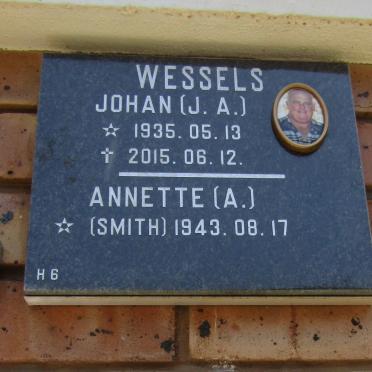 WESSELS
JOHAN (J. A.)
☆ 1935. 05. 13
✝ 2015. 06. 12.
ANNETTE (A.)
☆ (SMITH) 1943. 08. 17
H 6